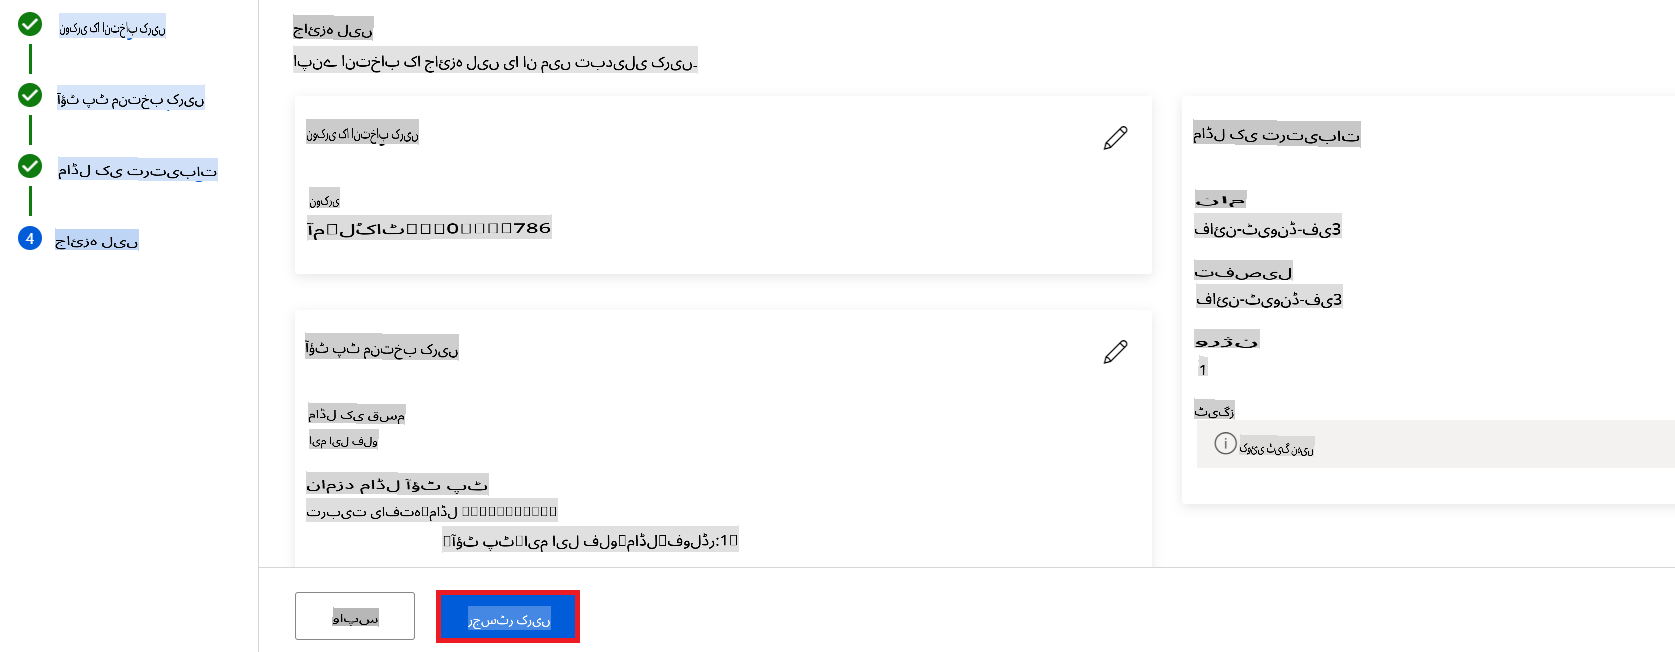 نوکری کا انتخاب کریں
آؤٹ پٹ منتخب کریں
ماڈل کی ترتیبات
4
جائزہ لیں
جائزہ لیں
اپنے انتخاب کا جائزہ لیں یا ان میں تبدیلی کریں۔
نوکری کا انتخاب کریں
نوکری
آؤٹ پٹ منتخب کریں
ماڈل کی قسم
ایم ایل فلو
نامزد ماڈل آؤٹ پٹ
تربیت یافتہ ماڈل
آؤٹ پٹ ایم ایل فلو ماڈل فولڈر:1
ماڈل کی ترتیبات
نام
فائن-ٹیونڈ-فی3
تفصیل
فائن-ٹیونڈ-فی3
ورژن
1
ٹیگز
کوئی ٹیگ نہیں
واپس
رجسٹر کریں